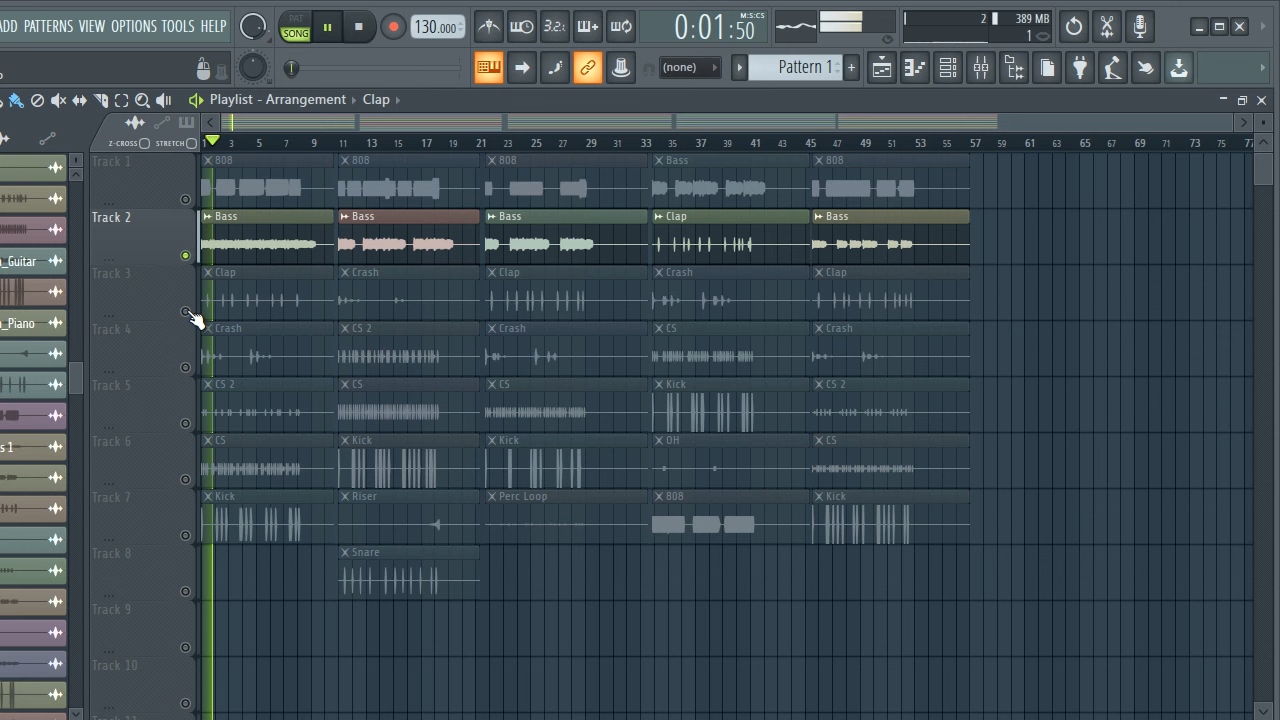 ADD PATTERNS VIEW OPTIONS TOOLS HELP
PAT
SONG
130.000
3.2.
0:01:50
M:S:CS
2
389 MB
1
(none)
Pattern 1
+
Playlist - Arrangement › Clap ›
Z-CROSS
STRETCH
1 3 5 7 9 11 13 15 17 19 21 23 25 27 29 31 33 35 37 39 41 43 45 47 49 51 53 55 57 59 61 63 65 67 69 71 73 75 77
Track 1
808
808
808
Bass
808
Track 2
Bass
Bass
Bass
Clap
Bass
_Guitar
Track 3
Clap
Crash
Clap
Crash
Clap
_Piano
Track 4
Crash
CS 2
Crash
CS
Crash
Track 5
CS 2
CS
CS
Kick
CS 2
s 1
Track 6
CS
Kick
Kick
OH
CS
Track 7
Kick
Riser
Perc Loop
808
Kick
Track 8
Snare
Track 9
Track 10